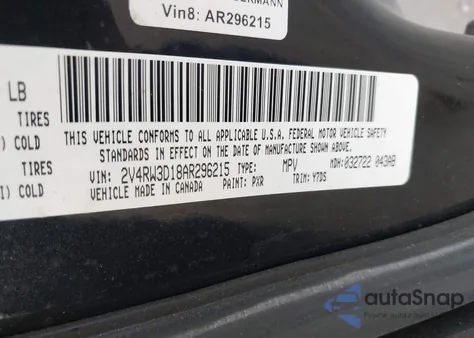 Vin8: AR296215
LB
TIRES
COLD
TIRES
COLD
THIS VEHICLE CONFORMS TO ALL APPLICABLE U.S.A. FEDERAL MOTOR VEHICLE SAFETY
STANDARDS IN EFFECT ON THE DATE OF MANUFACTURE SHOWN ABOVE
VIN: 2V4RW3D18AR296215 TYPE: MPV MDH: 032722 043AB
VEHICLE MADE IN CANADA PAINT: PXR TRIM: Y7DS
autoSnap